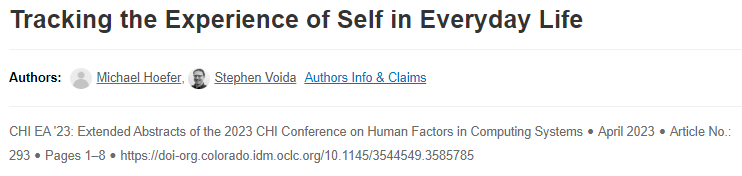 Tracking the Experience of Self in Everyday Life
Authors: Michael Hoefer, Stephen Voida Authors Info & Claims
CHI EA '23: Extended Abstracts of the 2023 CHI Conference on Human Factors in Computing Systems • April 2023 • Article No.:
293 • Pages 1–8 • https://doi-org.colorado.idm.oclc.org/10.1145/3544549.3585785